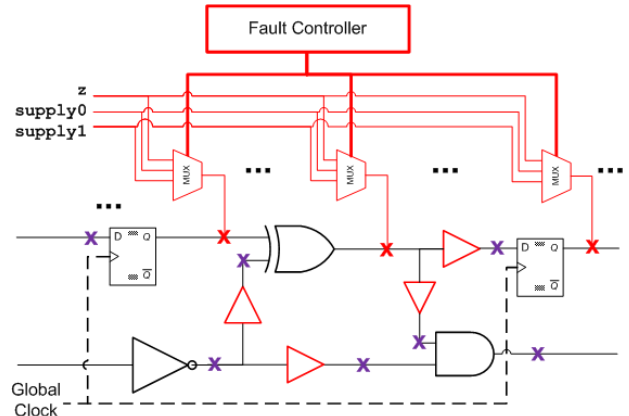 Fault Controller
z
supply0
supply1
MUX
MUX
MUX
...
...
...
...
...
X
X
X
X
D Q
Q
X
X
D Q
Q
X
X
X
X
Global
Clock